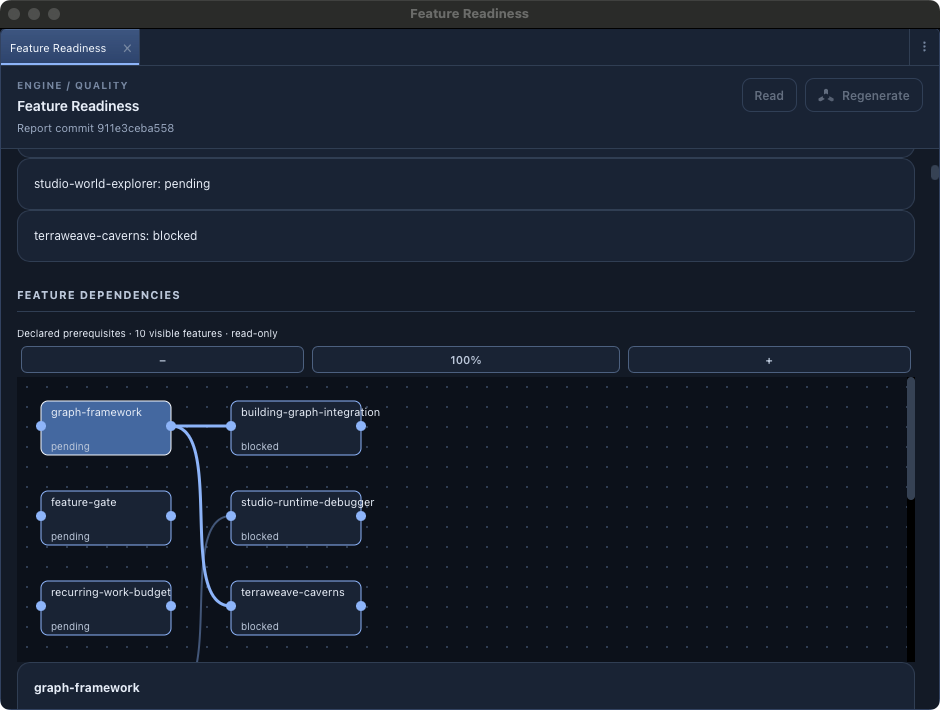 Feature Readiness
Feature Readiness
ENGINE / QUALITY
Feature Readiness
Report commit 911e3ceba558
Read
Regenerate
studio-world-explorer: pending
terraweave-caverns: blocked
FEATURE DEPENDENCIES
Declared prerequisites · 10 visible features · read-only
–
100%
+
graph-framework
pending
building-graph-integration
blocked
feature-gate
pending
studio-runtime-debugger
blocked
recurring-work-budget
pending
terraweave-caverns
blocked
graph-framework